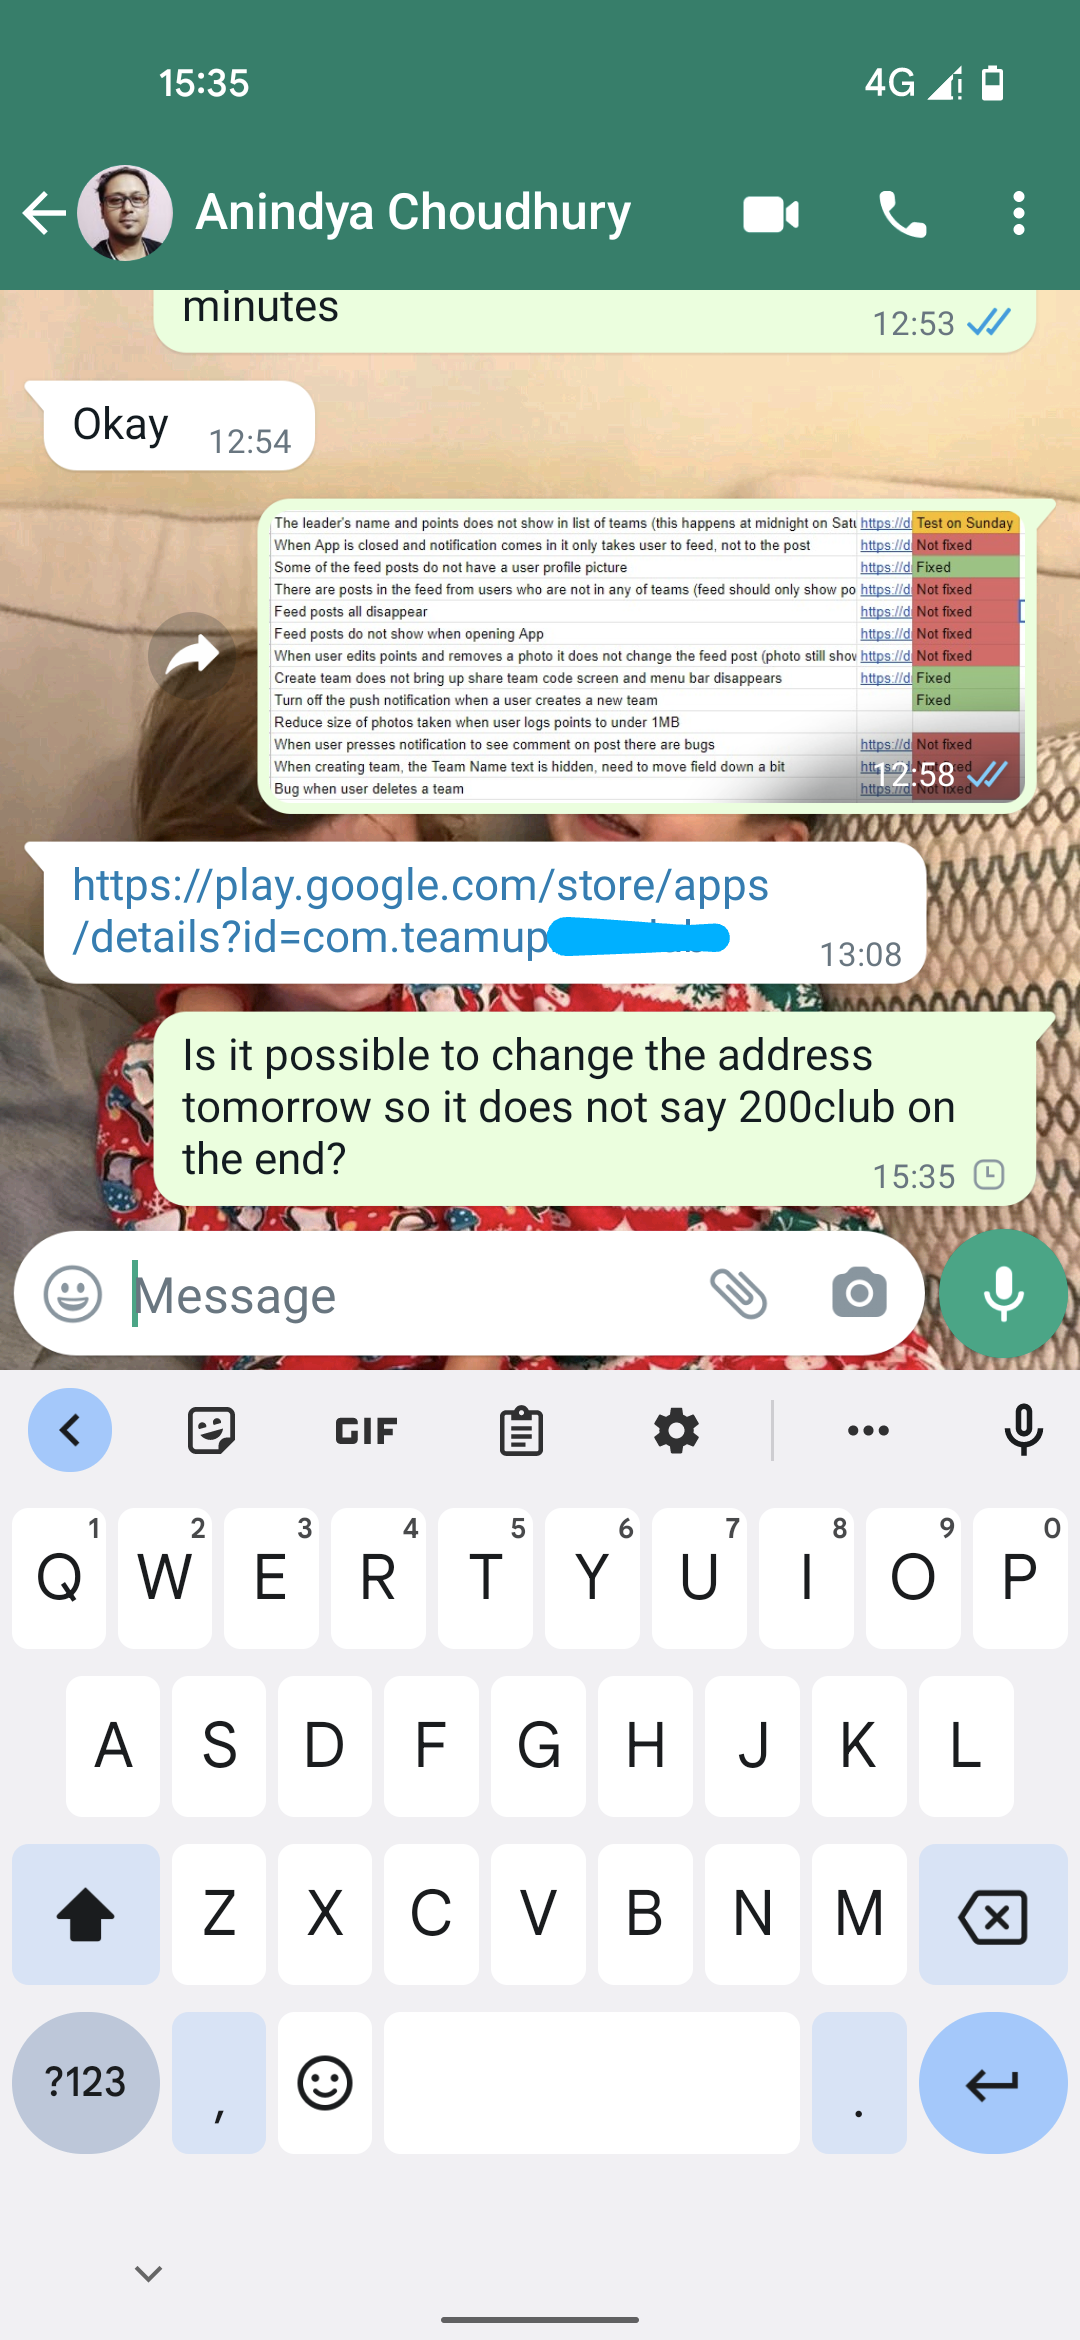 15:35
4G
Anindya Choudhury
minutes
12:53
Okay
12:54
The leader's name and points does not show in list of teams (this happens at midnight on Satu https://d Test on Sunday
When App is closed and notification comes in it only takes user to feed, not to the post https://d Not fixed
Some of the feed posts do not have a user profile picture https://d Fixed
There are posts in the feed from users who are not in any of teams (feed should only show po https://d Not fixed
Feed posts all disappear https://d Not fixed
Feed posts do not show when opening App https://d Not fixed
When user edits points and removes a photo it does not change the feed post (photo still show https://d Not fixed
Create team does not bring up share team code screen and menu bar disappears https://d Fixed
Turn off the push notification when a user creates a new team Fixed
Reduce size of photos taken when user logs points to under 1MB
When user presses notification to see comment on post there are bugs https://d Not fixed
When creating team, the Team Name text is hidden, need to move field down a bit
Bug when user deletes a team https://d Not fixed
12:58
https://play.google.com/store/apps
/details?id=com.teamup
13:08
Is it possible to change the address
tomorrow so it does not say 200club on
the end?
15:35
Message
GIF
1 2 3 4 5 6 7 8 9 0
Q W E R T Y U I O P
A S D F G H J K L
Z X C V B N M
?123 , .